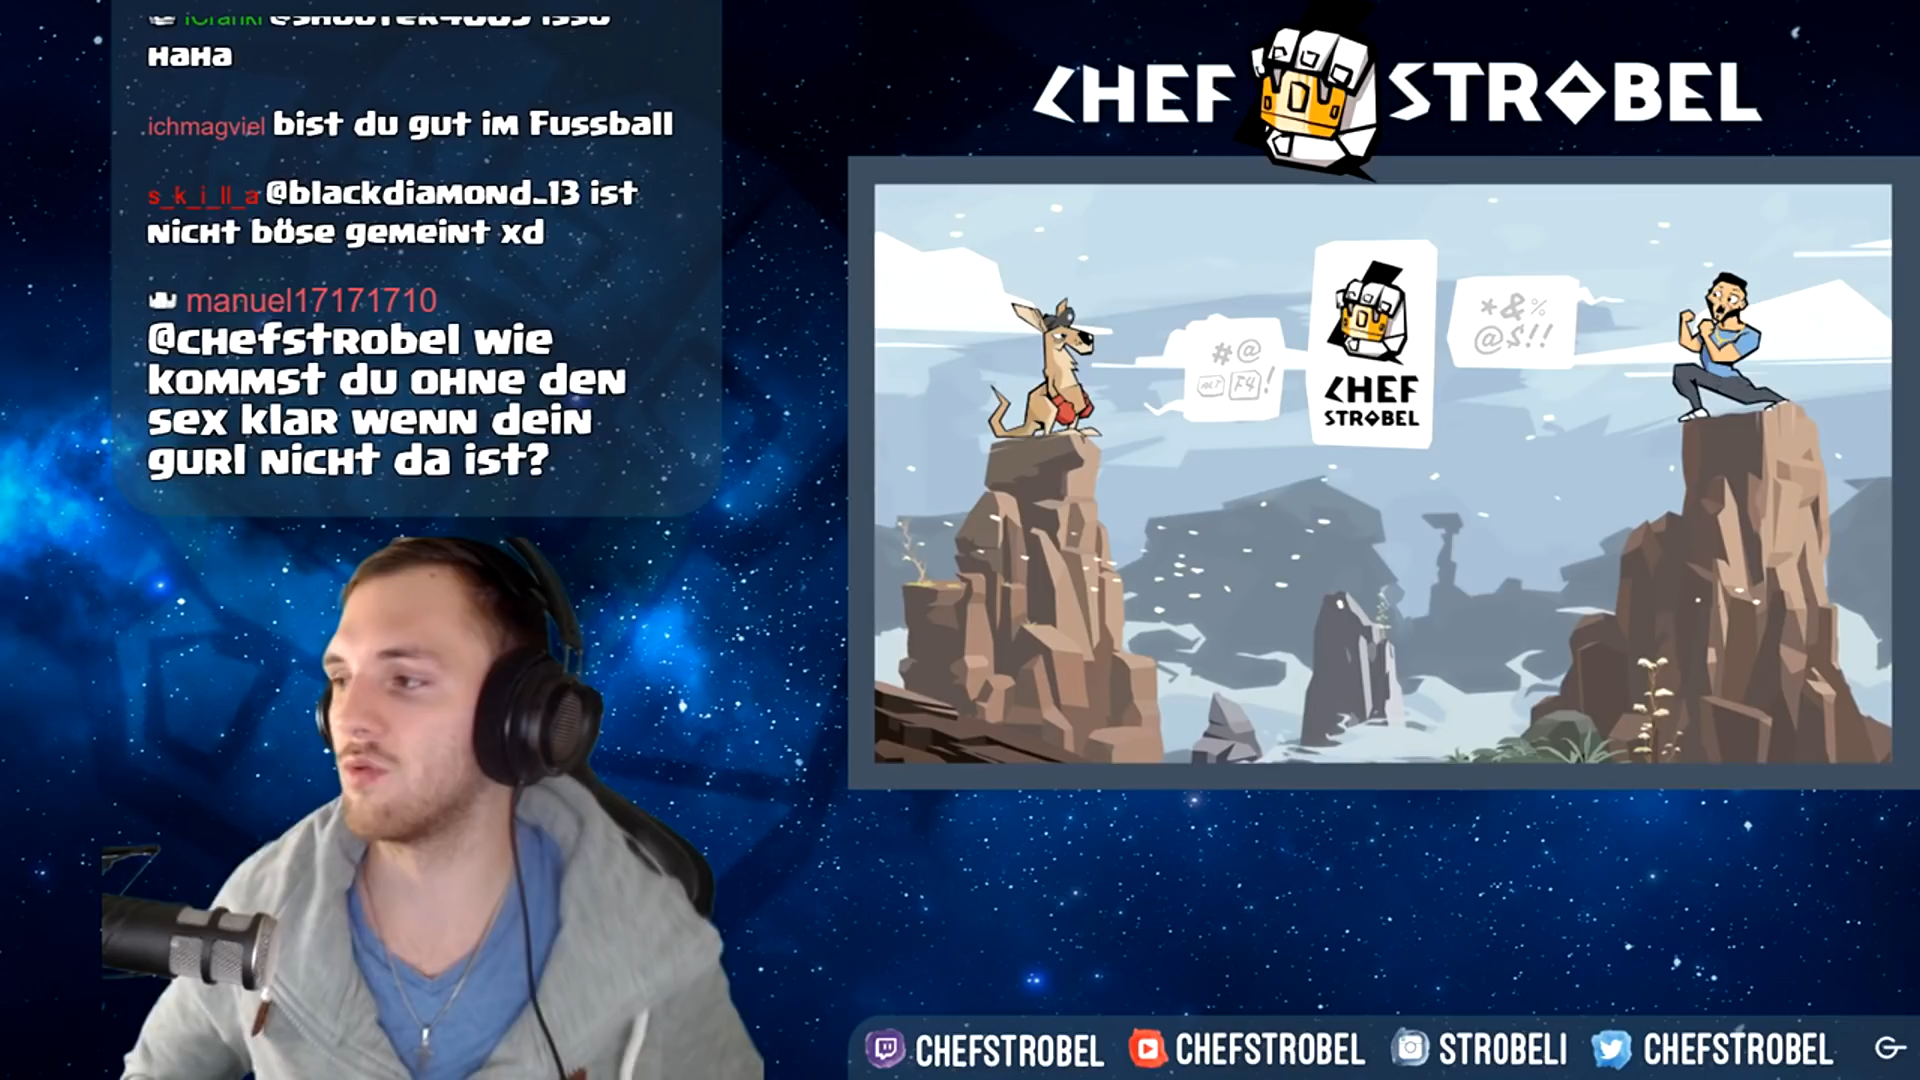 HAHA
ichmagviel bist du gut im Fussball
s_k_i_ll_a @blackdiamond_13 ist
nicht böse gemeint xd
manuel17171710
@chefstrobel wie
kommst du ohne den
sex klar wenn dein
gurl nicht da ist?
CHEF STROBEL
#@
ALT F4!
CHEF
STROBEL
*&%
@$!!
CHEFSTROBEL CHEFSTROBEL STROBELI CHEFSTROBEL